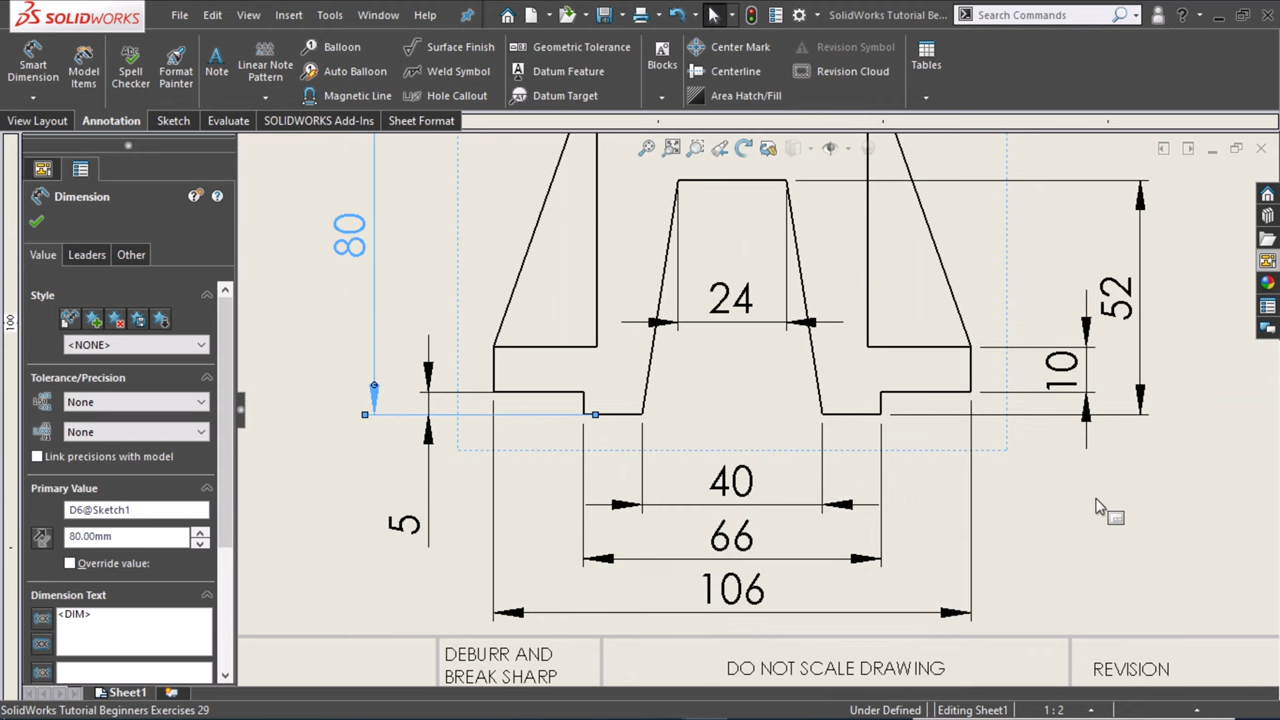 SOLIDWORKS File Edit View Insert Tools Window Help SolidWorks Tutorial Be... Search Commands ?
Smart Dimension Model Items Spell Checker Format Painter Note Linear Note Pattern Balloon Auto Balloon Magnetic Line Surface Finish Weld Symbol Hole Callout Geometric Tolerance Datum Feature Datum Target Blocks Center Mark Centerline Area Hatch/Fill Revision Symbol Revision Cloud Tables
View Layout Annotation Sketch Evaluate SOLIDWORKS Add-Ins Sheet Format
Dimension
Value Leaders Other
Style
<NONE>
Tolerance/Precision
None
None
Link precisions with model
Primary Value
D6@Sketch1
80.00mm
Override value:
Dimension Text
<DIM>
100
80
24
52
10
5
40
66
106
DEBURR AND
BREAK SHARP
DO NOT SCALE DRAWING
REVISION
Sheet1
SolidWorks Tutorial Beginners Exercises 29 Under Defined Editing Sheet1 1 : 2